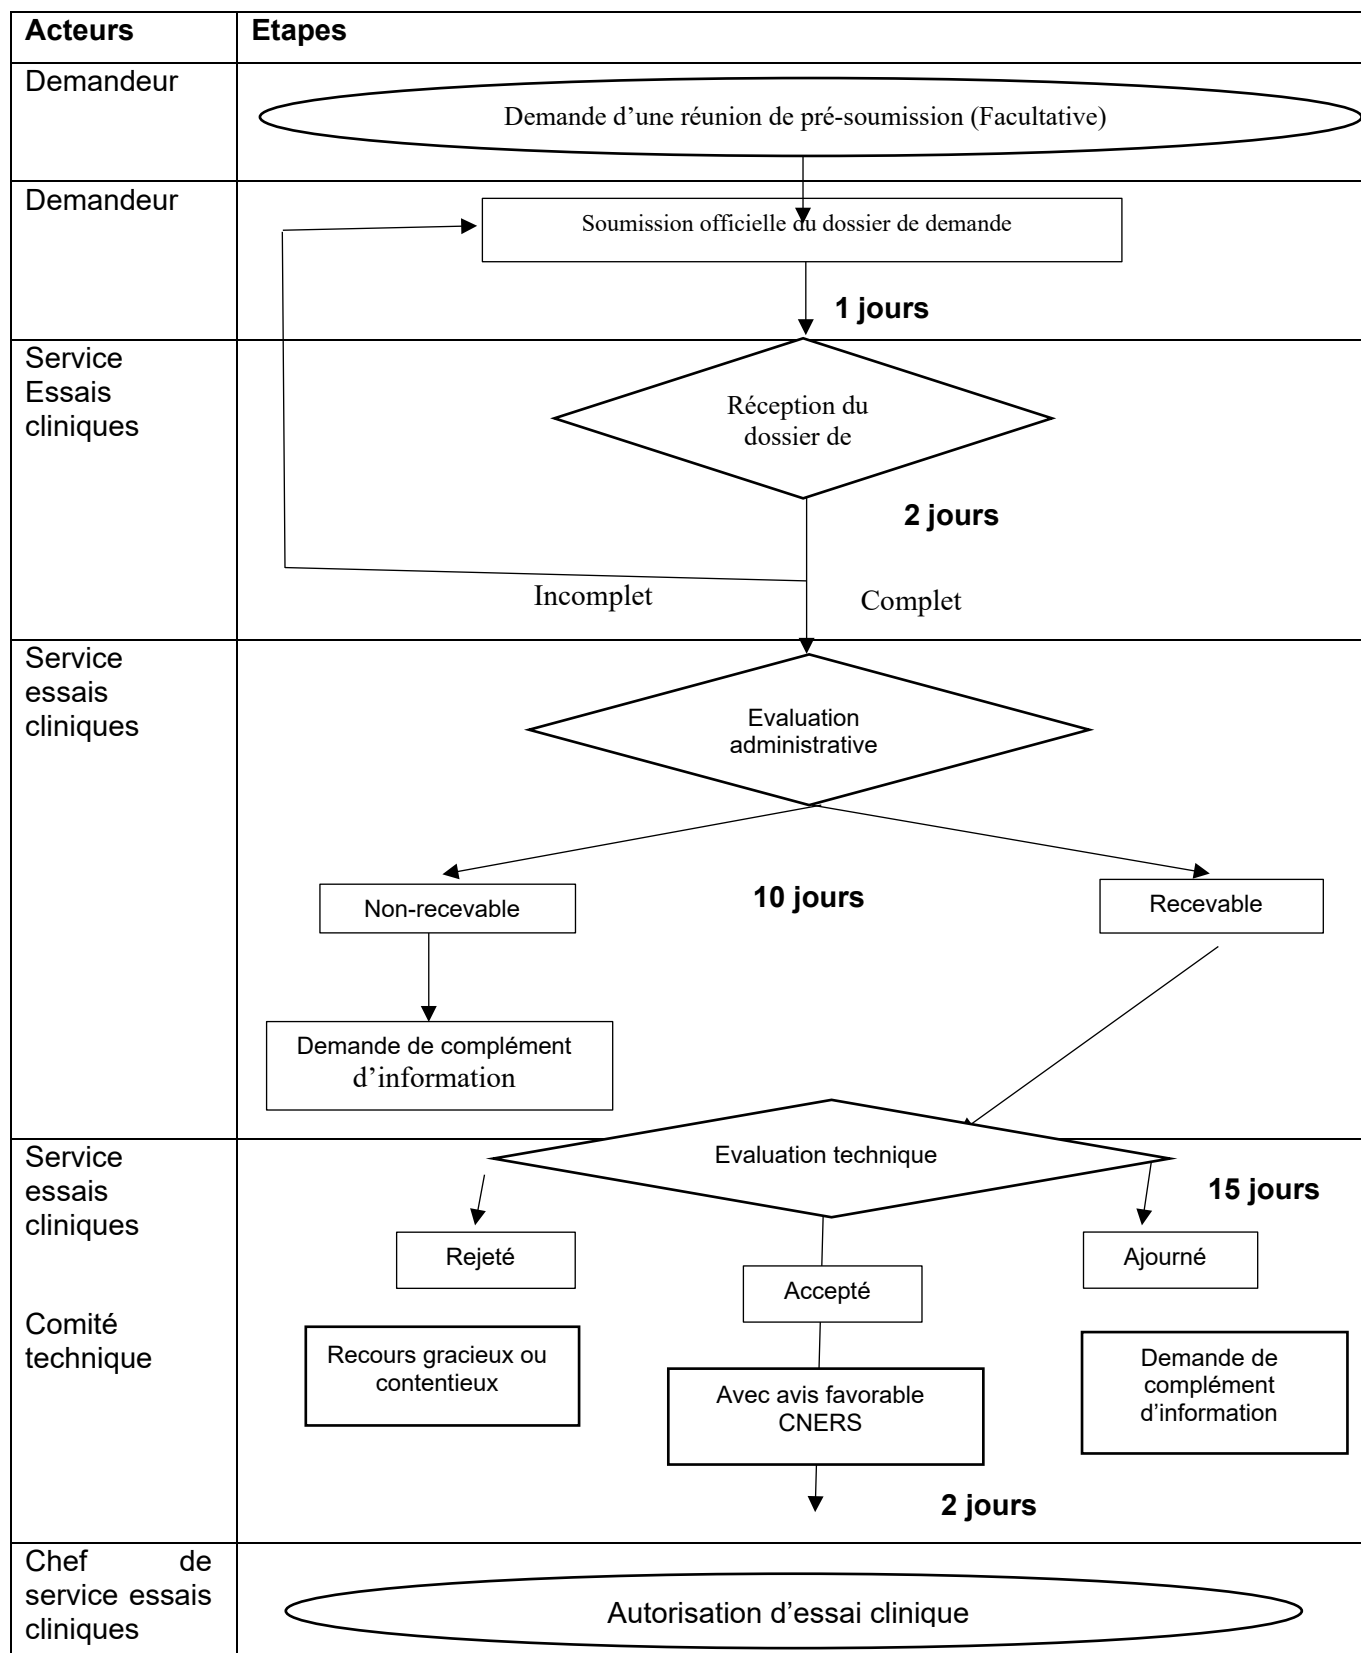 Acteurs
Etapes
Demandeur
Demande d’une réunion de pré-soumission (Facultative)
Demandeur
Soumission officielle du dossier de demande
1 jours
Service
Essais
cliniques
Réception du
dossier de
2 jours
Incomplet
Complet
Service
essais
cliniques
Evaluation
administrative
10 jours
Non-recevable
Recevable
Demande de complément
d’information
Service
essais
cliniques
Evaluation technique
15 jours
Rejeté
Accepté
Ajourné
Comité
technique
Recours gracieux ou
contentieux
Avec avis favorable
CNERS
Demande de
complément
d’information
2 jours
Chef de
service essais
cliniques
Autorisation d’essai clinique